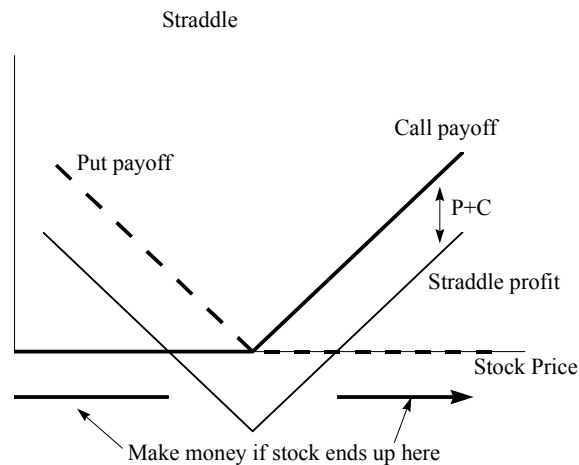 Straddle
Call payoff
Put payoff
P+C
Straddle profit
Stock Price
Make money if stock ends up here